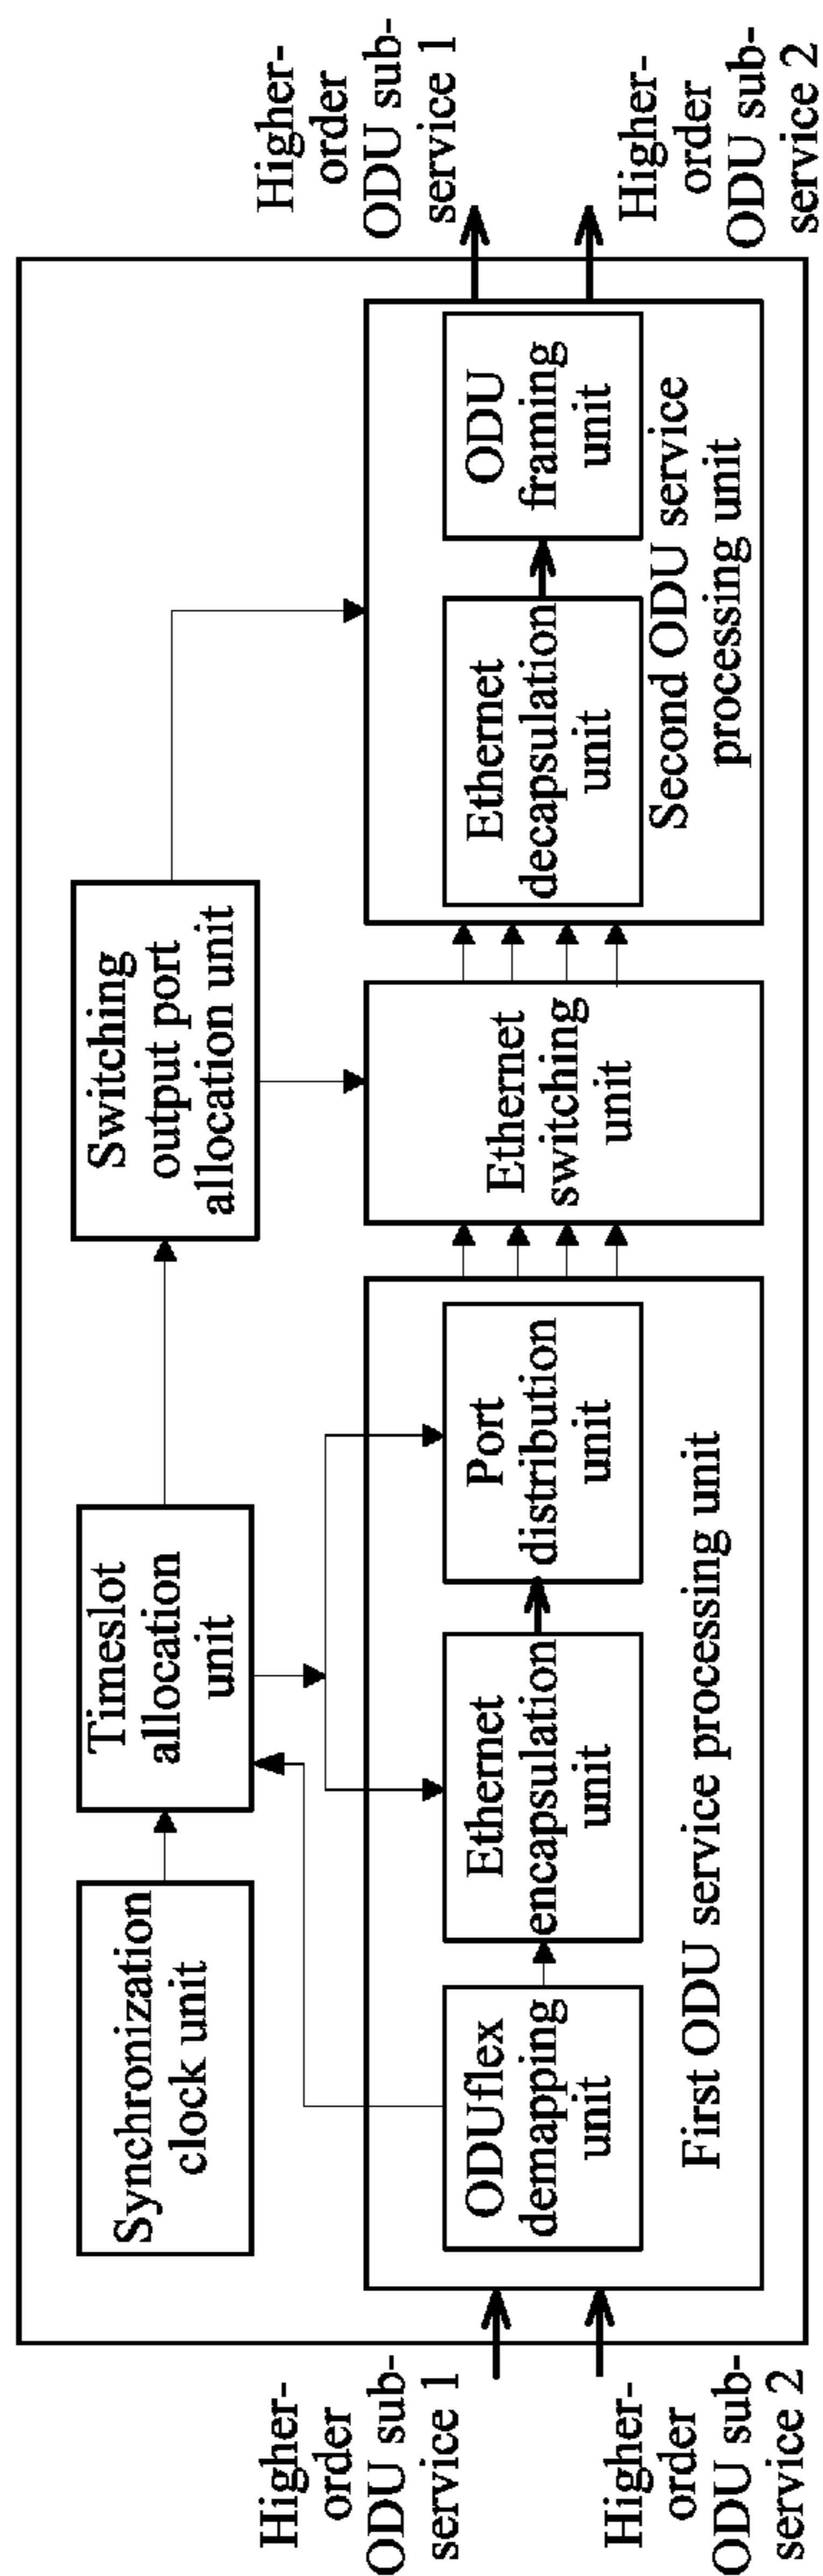 Higher-
order
ODU sub-
service 1
Higher-
order
ODU sub-
service 2
Synchronization
clock unit
Timeslot
allocation
unit
Switching
output port
allocation unit
ODUflex
demapping
unit
Ethernet
encapsulation
unit
Port
distribution
unit
First ODU service processing unit
Ethernet
switching
unit
Ethernet
decapsulation
unit
ODU
framing
unit
Second ODU service
processing unit
Higher-
order
ODU sub-
service 1
Higher-
order
ODU sub-
service 2